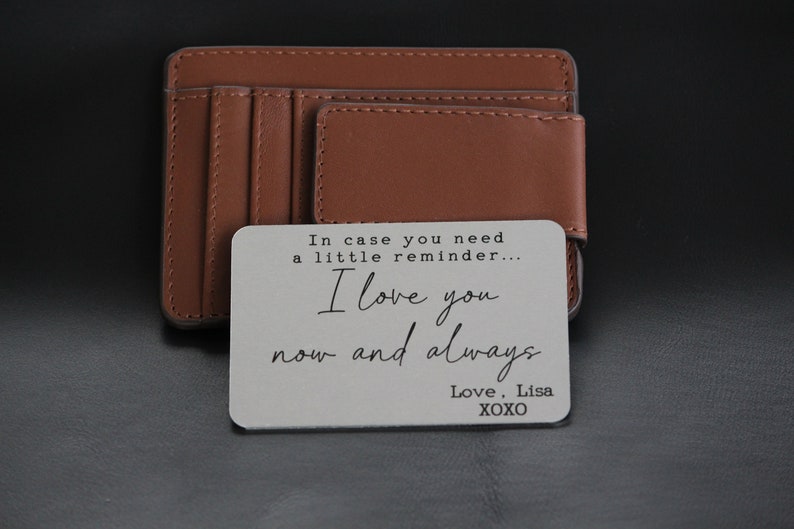 In case you need
a little reminder...
I love you
now and always
Love, Lisa
XOXO